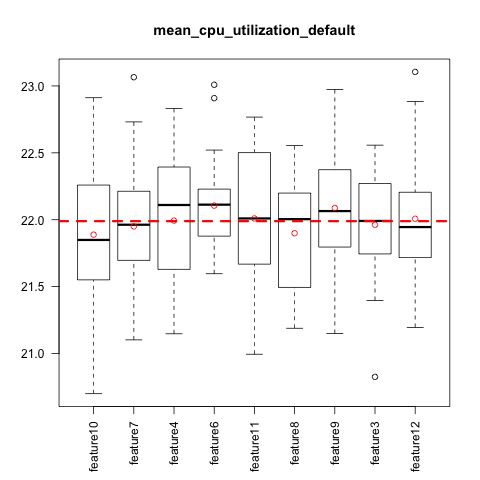 mean_cpu_utilization_default
23.0
22.5
22.0
21.5
21.0
feature10
feature7
feature4
feature6
feature11
feature8
feature9
feature3
feature12